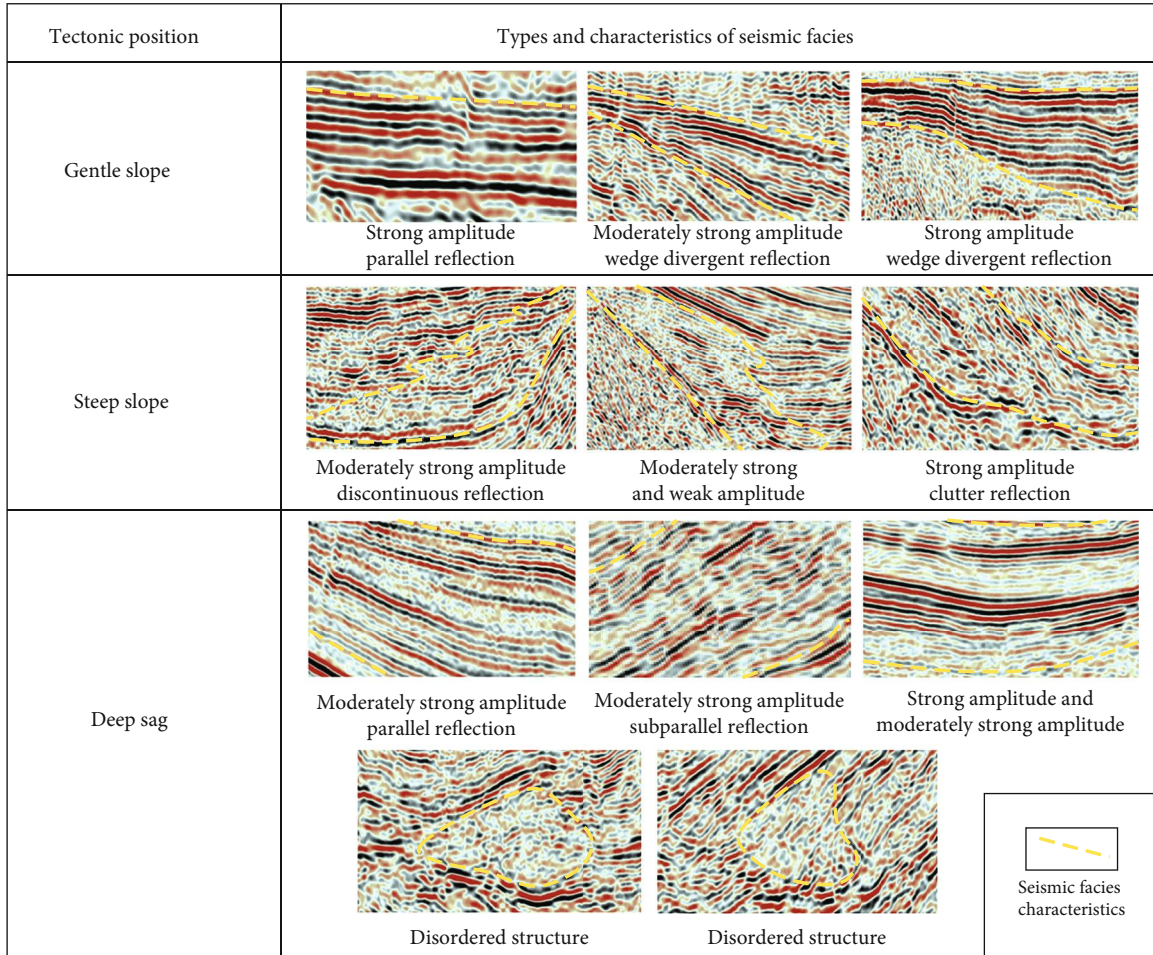 Tectonic position
Types and characteristics of seismic facies
Gentle slope
Strong amplitude
parallel reflection
Moderately strong amplitude
wedge divergent reflection
Strong amplitude
wedge divergent reflection
Steep slope
Moderately strong amplitude
discontinuous reflection
Moderately strong
and weak amplitude
Strong amplitude
clutter reflection
Deep sag
Moderately strong amplitude
parallel reflection
Moderately strong amplitude
subparallel reflection
Strong amplitude and
moderately strong amplitude
Disordered structure
Disordered structure
Seismic facies
characteristics